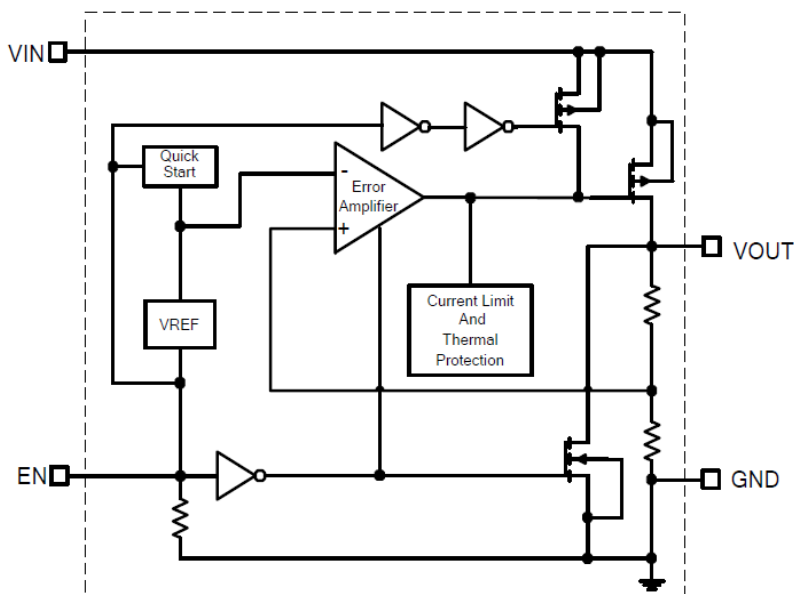 VIN
Quick
Start
-
Error
Amplifier
+
VOUT
VREF
Current Limit
And
Thermal
Protection
EN
GND